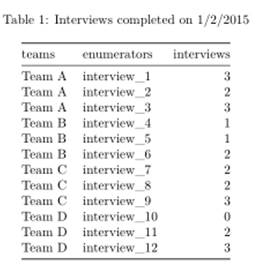 Table 1: Interviews completed on 1/2/2015
teams enumerators interviews
Team A interview_1 3
Team A interview_2 2
Team A interview_3 3
Team B interview_4 1
Team B interview_5 1
Team B interview_6 2
Team C interview_7 2
Team C interview_8 2
Team C interview_9 3
Team D interview_10 0
Team D interview_11 2
Team D interview_12 3